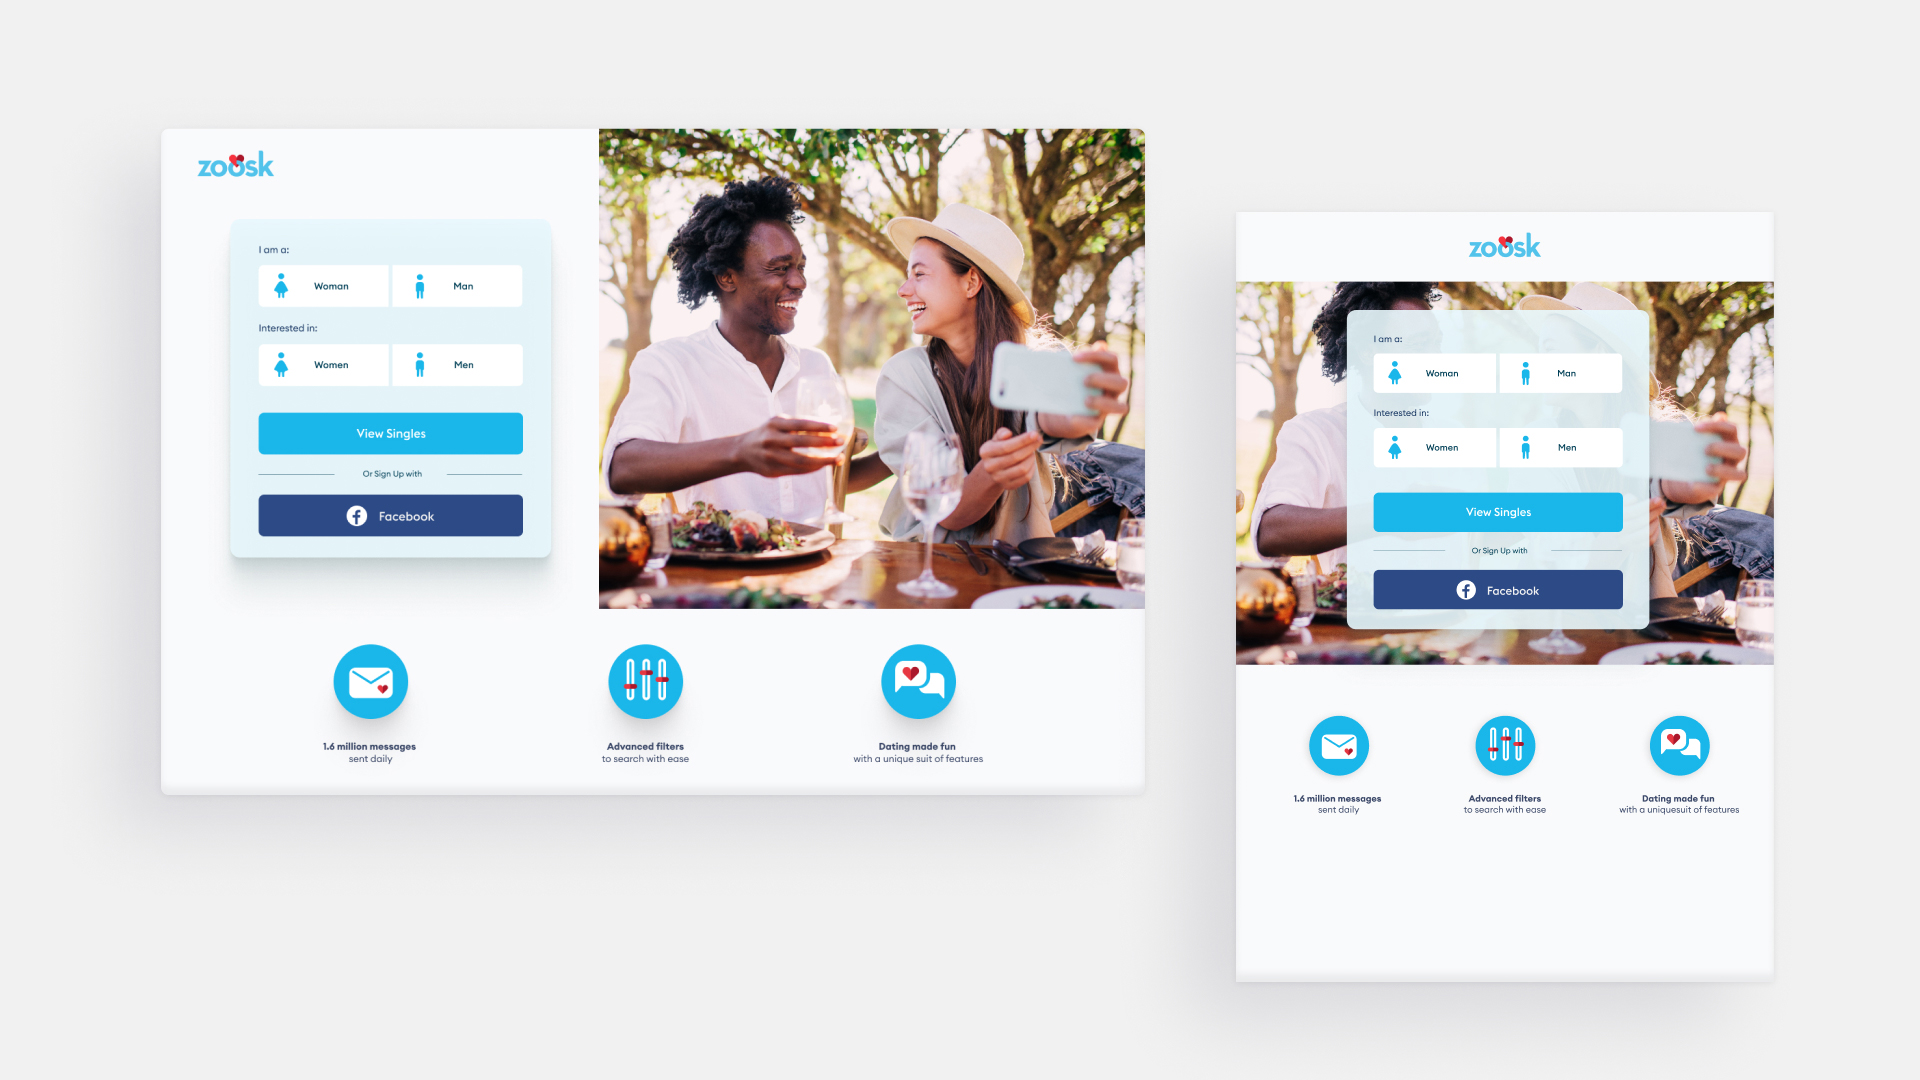 zoosk
I am a:
Woman
Man
Interested in:
Women
Men
View Singles
Or Sign Up with
Facebook
1.6 million messages
sent daily
Advanced filters
to search with ease
Dating made fun
with a unique suit of features
zoosk
I am a:
Woman
Man
Interested in:
Women
Men
View Singles
Or Sign Up with
Facebook
1.6 million messages
sent daily
Advanced filters
to search with ease
Dating made fun
with a uniquesuit of features